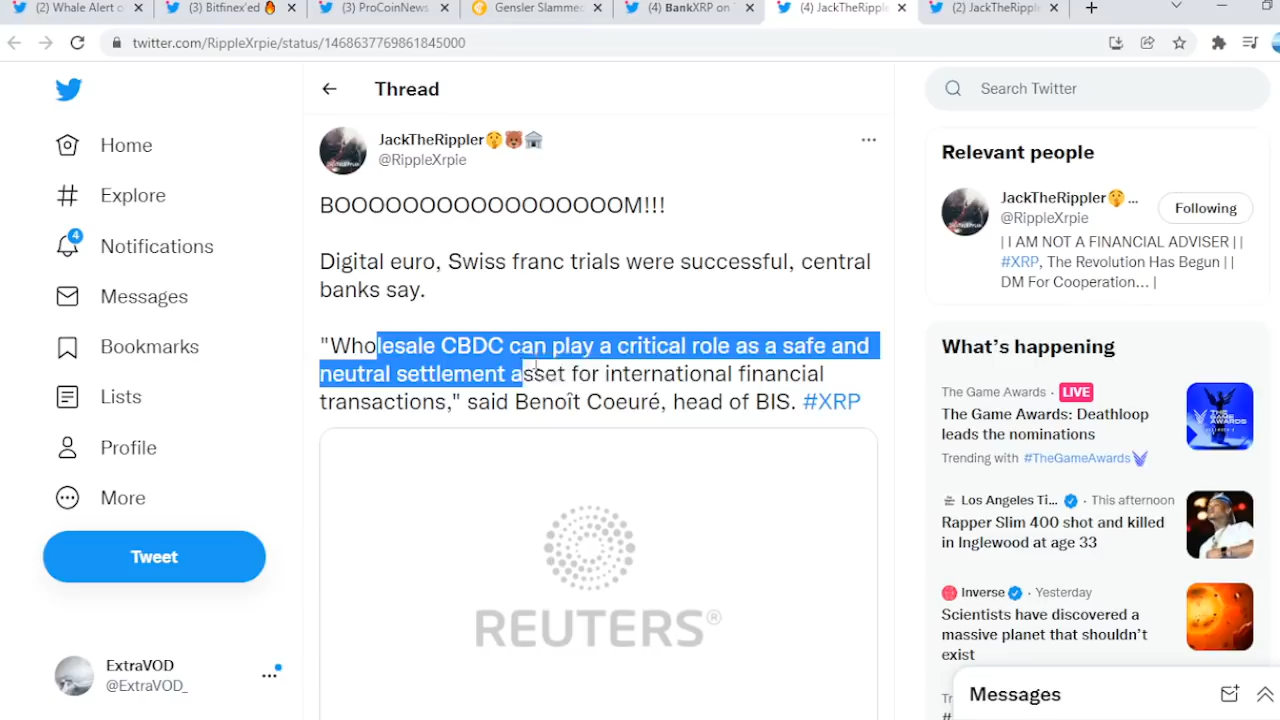 (2) Whale Alert o
(3) Bitfinex'ed 🔥
(3) ProCoinNews
Gensler Slammed
(4) BankXRP on
(4) JackTheRipple
(2) JackTheRipple
twitter.com/RippleXrpie/status/1468637769861845000
Home
Explore
4
Notifications
Messages
Bookmarks
Lists
Profile
More
Tweet
ExtraVOD
@ExtraVOD_
Thread
JackTheRippler🤫🐻🏛️
@RippleXrpie
BOOOOOOOOOOOOOOOOOM!!!
Digital euro, Swiss franc trials were successful, central
banks say.
"Wholesale CBDC can play a critical role as a safe and
neutral settlement asset for international financial
transactions," said Benoît Coeuré, head of BIS. #XRP
REUTERS®
Search Twitter
Relevant people
JackTheRippler🤫 ...
@RippleXrpie
Following
| I AM NOT A FINANCIAL ADVISER | |
#XRP, The Revolution Has Begun | |
DM For Cooperation... |
What's happening
The Game Awards · LIVE
The Game Awards: Deathloop
leads the nominations
Trending with #TheGameAwards
THE GAME AWARDS
Los Angeles Ti... · This afternoon
Rapper Slim 400 shot and killed
in Inglewood at age 33
Inverse · Yesterday
Scientists have discovered a
massive planet that shouldn't
exist
Messages